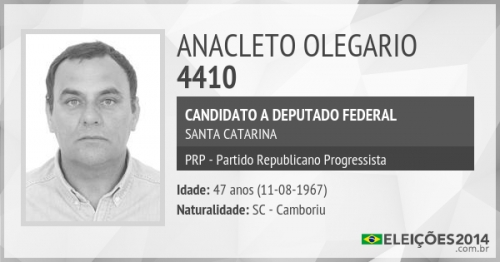 ANACLETO OLEGARIO
4410
CANDIDATO A DEPUTADO FEDERAL
SANTA CATARINA
PRP - Partido Republicano Progressista
Idade: 47 anos (11-08-1967)
Naturalidade: SC - Camboriu
ELEIÇÕES2014
.com.br